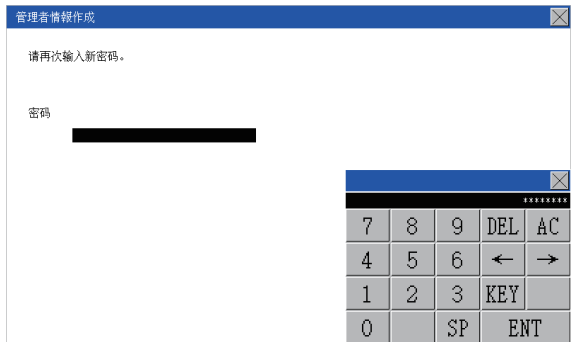 管理者情報作成
请再次输入新密码。
密码
********
7 8 9 DEL AC
4 5 6 ← →
1 2 3 KEY
0 SP ENT